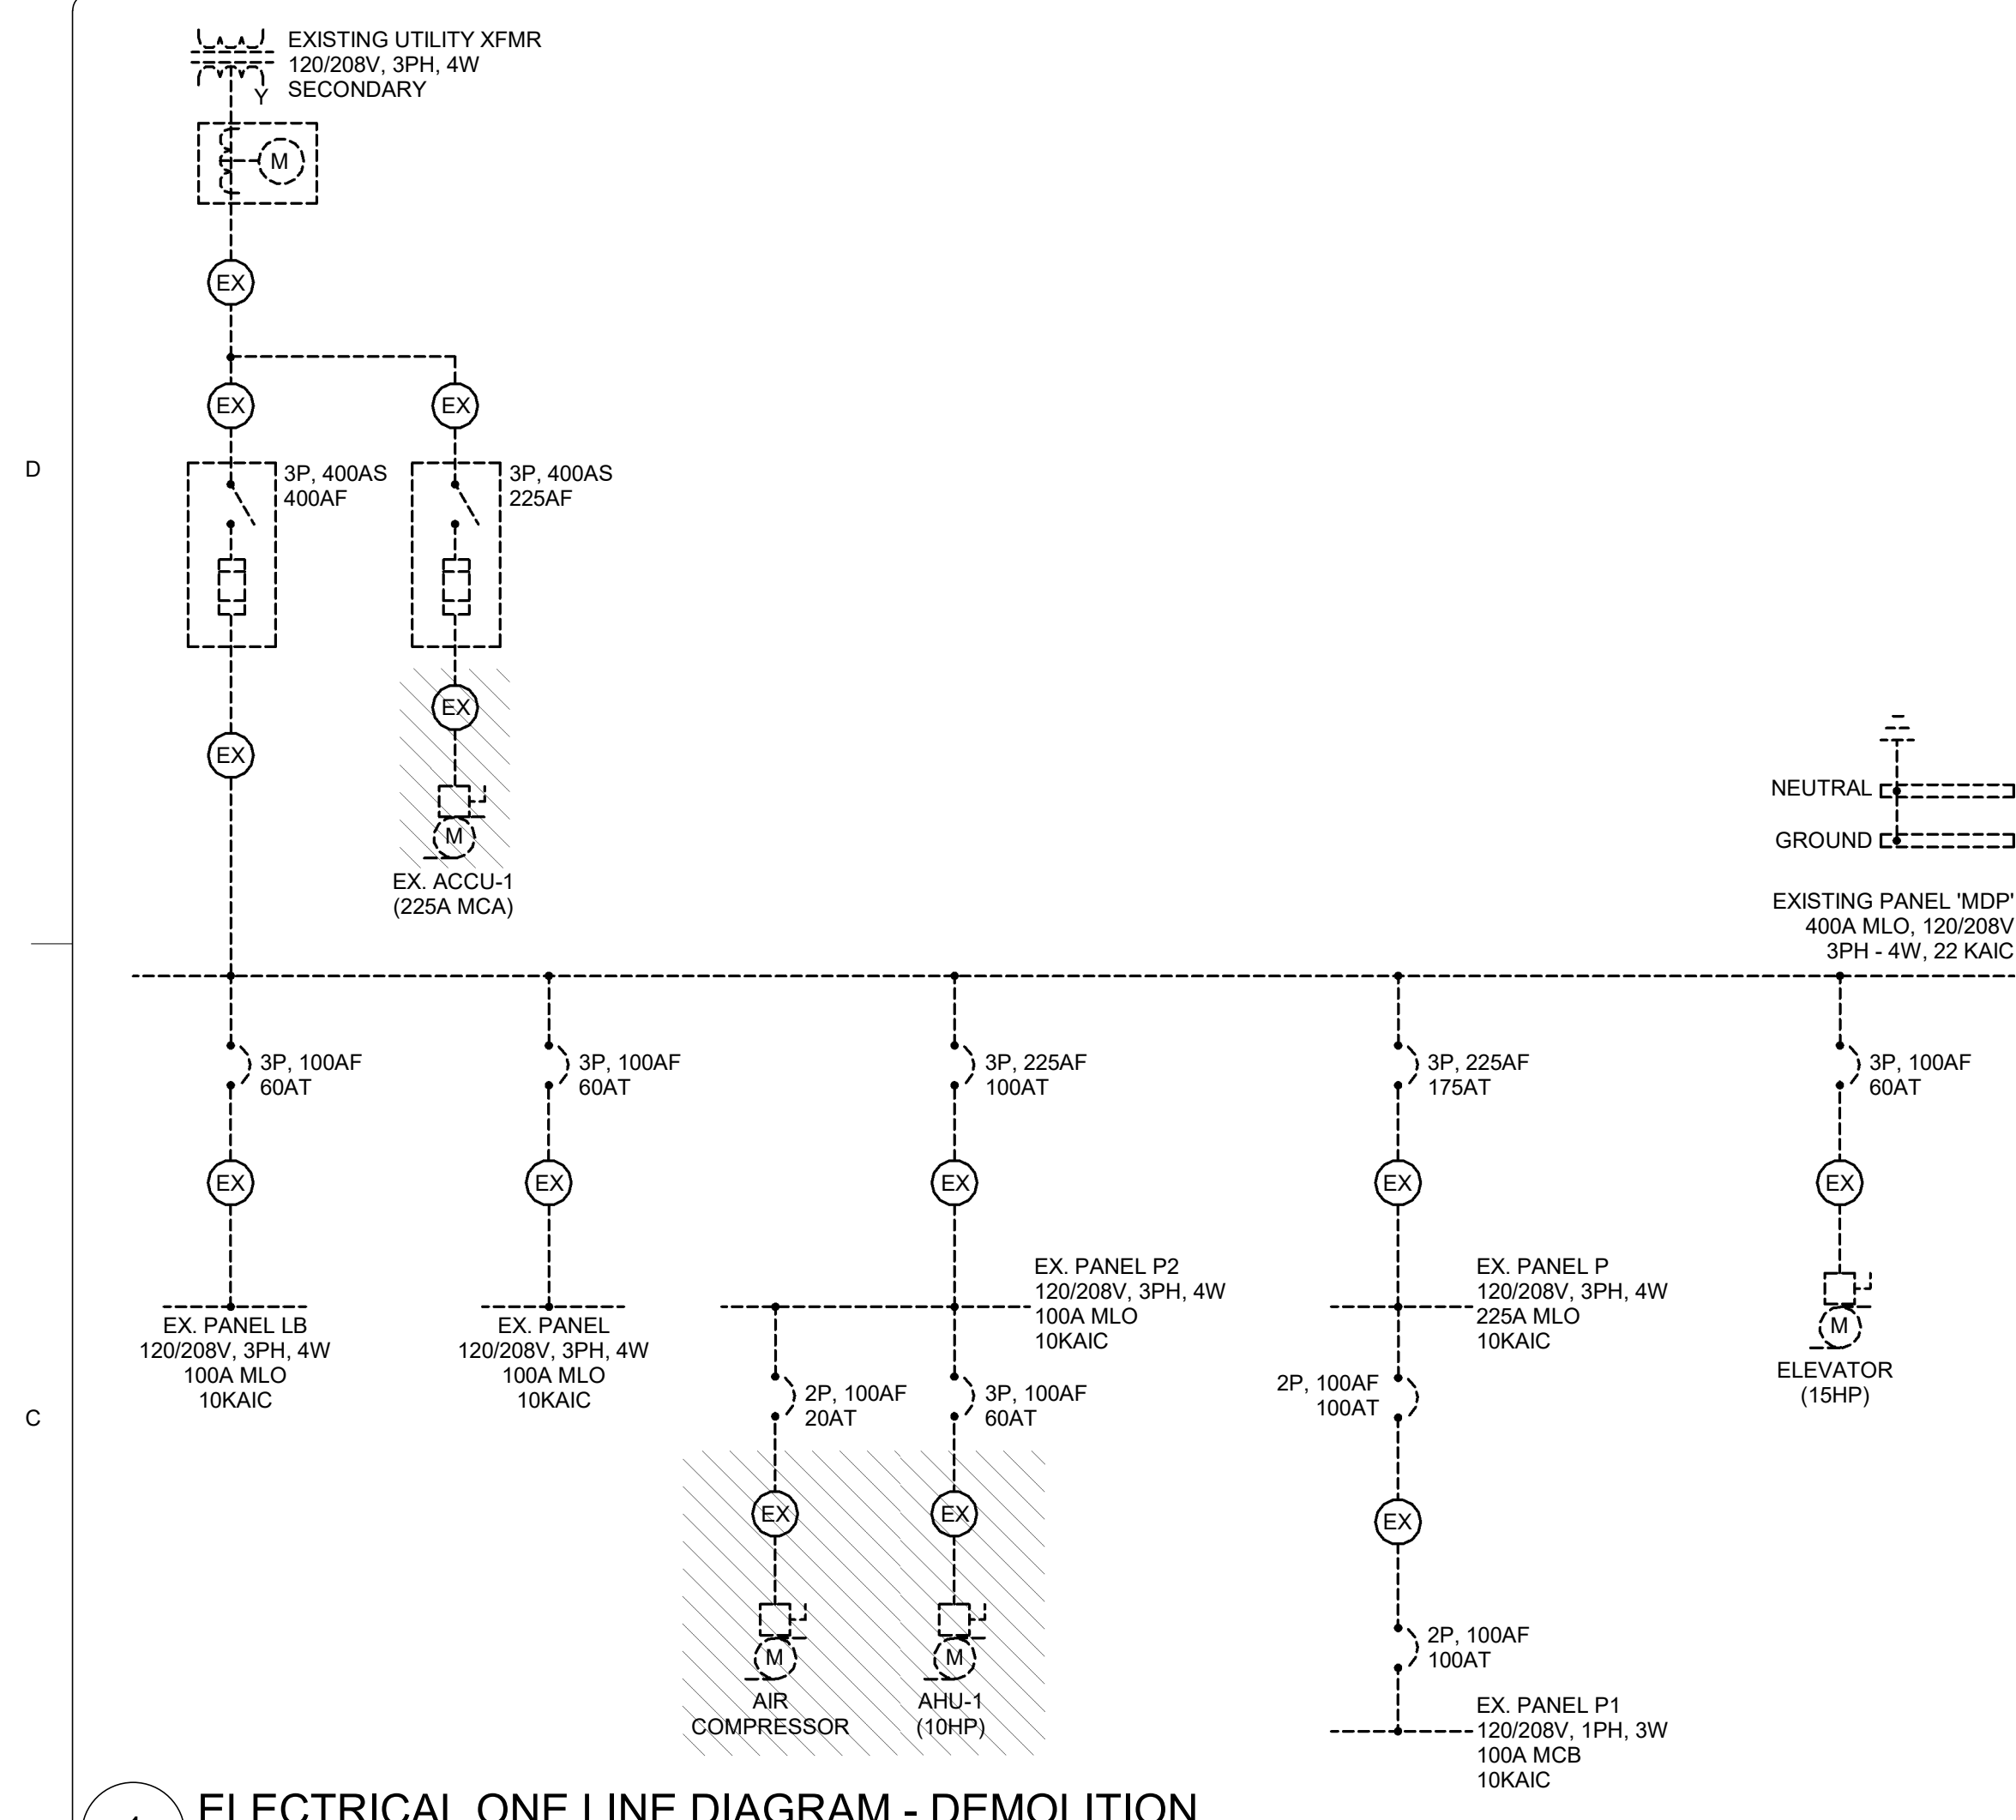 EXISTING UTILITY XFMR
120/208V, 3PH, 4W
SECONDARY
Y
M
EX
EX
EX
D
3P, 400AS
400AF
3P, 400AS
225AF
EX
EX
M
EX. ACCU-1
(225A MCA)
NEUTRAL
GROUND
EXISTING PANEL 'MDP'
400A MLO, 120/208V
3PH - 4W, 22 KAIC
3P, 100AF
60AT
3P, 100AF
60AT
3P, 225AF
100AT
3P, 225AF
175AT
3P, 100AF
60AT
EX
EX
EX
EX
EX
EX. PANEL LB
120/208V, 3PH, 4W
100A MLO
10KAIC
EX. PANEL
120/208V, 3PH, 4W
100A MLO
10KAIC
EX. PANEL P2
120/208V, 3PH, 4W
100A MLO
10KAIC
EX. PANEL P
120/208V, 3PH, 4W
225A MLO
10KAIC
M
ELEVATOR
(15HP)
C
2P, 100AF
20AT
3P, 100AF
60AT
2P, 100AF
100AT
EX
EX
EX
M
AIR
COMPRESSOR
M
AHU-1
(10HP)
2P, 100AF
100AT
EX. PANEL P1
120/208V, 1PH, 3W
100A MCB
10KAIC
ELECTRICAL ONE LINE DIAGRAM - DEMOLITION